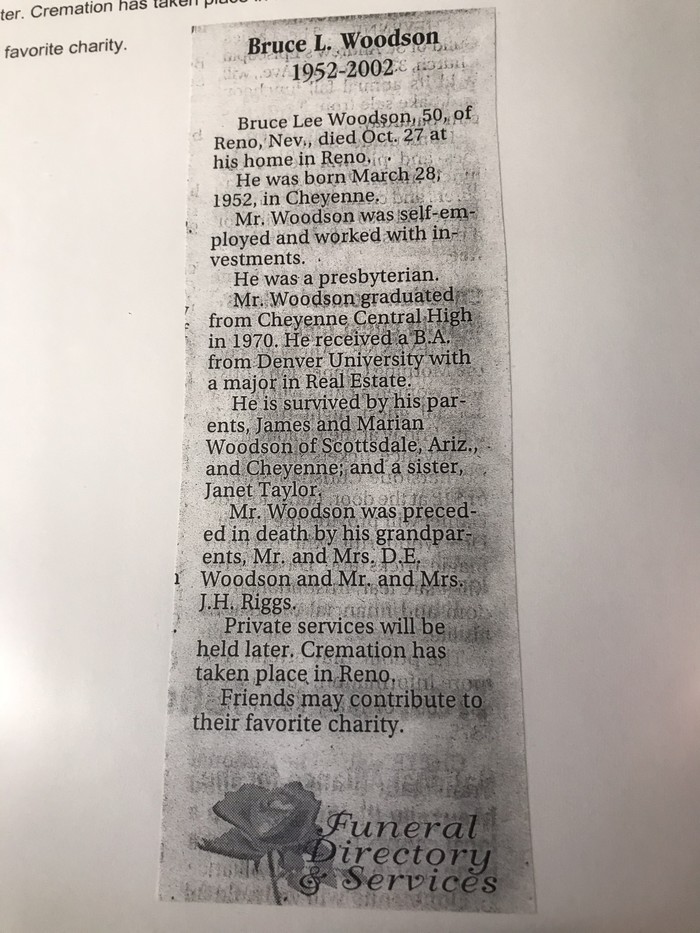 ter. Cremation has taken place in
favorite charity.
Bruce L. Woodson
1952-2002
Bruce Lee Woodson, 50, of
Reno, Nev., died Oct. 27 at
his home in Reno.
He was born March 28,
1952, in Cheyenne.
Mr. Woodson was self-em-
ployed and worked with in-
vestments.
He was a presbyterian.
Mr. Woodson graduated
from Cheyenne Central High
in 1970. He received a B.A.
from Denver University with
a major in Real Estate.
He is survived by his par-
ents, James and Marian
Woodson of Scottsdale, Ariz.,
and Cheyenne; and a sister,
Janet Taylor.
Mr. Woodson was preced-
ed in death by his grandpar-
ents, Mr. and Mrs. D.E.
Woodson and Mr. and Mrs.
J.H. Riggs.
Private services will be
held later. Cremation has
taken place in Reno.
Friends may contribute to
their favorite charity.
Funeral
Directory
& Services